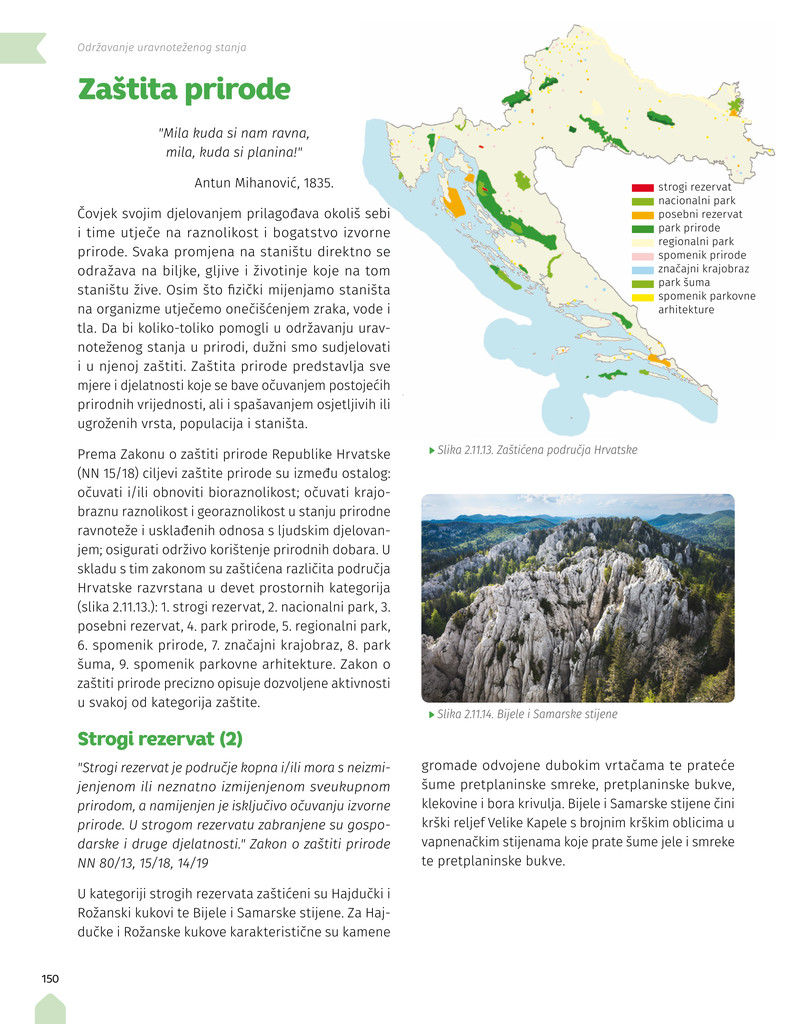 Održavanje uravnoteženog stanja
Zaštita prirode
"Mila kuda si nam ravna,
mila, kuda si planina!"
Antun Mihanović, 1835.
Čovjek svojim djelovanjem prilagođava okoliš sebi
i time utječe na raznolikost i bogatstvo izvorne
prirode. Svaka promjena na staništu direktno se
odražava na biljke, gljive i životinje koje na tom
staništu žive. Osim što fizički mijenjamo staništa
na organizme utječemo onečišćenjem zraka, vode i
tla. Da bi koliko-toliko pomogli u održavanju urav-
noteženog stanja u prirodi, dužni smo sudjelovati
i u njenoj zaštiti. Zaštita prirode predstavlja sve
mjere i djelatnosti koje se bave očuvanjem postojećih
prirodnih vrijednosti, ali i spašavanjem osjetljivih ili
ugroženih vrsta, populacija i staništa.
Prema Zakonu o zaštiti prirode Republike Hrvatske
(NN 15/18) ciljevi zaštite prirode su između ostalog:
očuvati i/ili obnoviti bioraznolikost; očuvati krajo-
braznu raznolikost i georaznolikost u stanju prirodne
ravnoteže i usklađenih odnosa s ljudskim djelovan-
jem; osigurati održivo korištenje prirodnih dobara. U
skladu s tim zakonom su zaštićena različita područja
Hrvatske razvrstana u devet prostornih kategorija
(slika 2.11.13.): 1. strogi rezervat, 2. nacionalni park, 3.
posebni rezervat, 4. park prirode, 5. regionalni park,
6. spomenik prirode, 7. značajni krajobraz, 8. park
šuma, 9. spomenik parkovne arhitekture. Zakon o
zaštiti prirode precizno opisuje dozvoljene aktivnosti
u svakoj od kategorija zaštite.
Strogi rezervat (2)
"Strogi rezervat je područje kopna i/ili mora s neizmi-
jenjenom ili neznatno izmijenjenom sveukupnom
prirodom, a namijenjen je isključivo očuvanju izvorne
prirode. U strogom rezervatu zabranjene su gospo-
darske i druge djelatnosti." Zakon o zaštiti prirode
NN 80/13, 15/18, 14/19
U kategoriji strogih rezervata zaštićeni su Hajdučki i
Rožanski kukovi te Bijele i Samarske stijene. Za Haj-
dučke i Rožanske kukove karakteristične su kamene
strogi rezervat
nacionalni park
posebni rezervat
park prirode
regionalni park
spomenik prirode
značajni krajobraz
park šuma
spomenik parkovne
arhitekture
Slika 2.11.13. Zaštićena područja Hrvatske
Slika 2.11.14. Bijele i Samarske stijene
gromade odvojene dubokim vrtačama te prateće
šume pretplaninske smreke, pretplaninske bukve,
klekovine i bora krivulja. Bijele i Samarske stijene čini
krški reljef Velike Kapele s brojnim krškim oblicima u
vapnenačkim stijenama koje prate šume jele i smreke
te pretplaninske bukve.
150